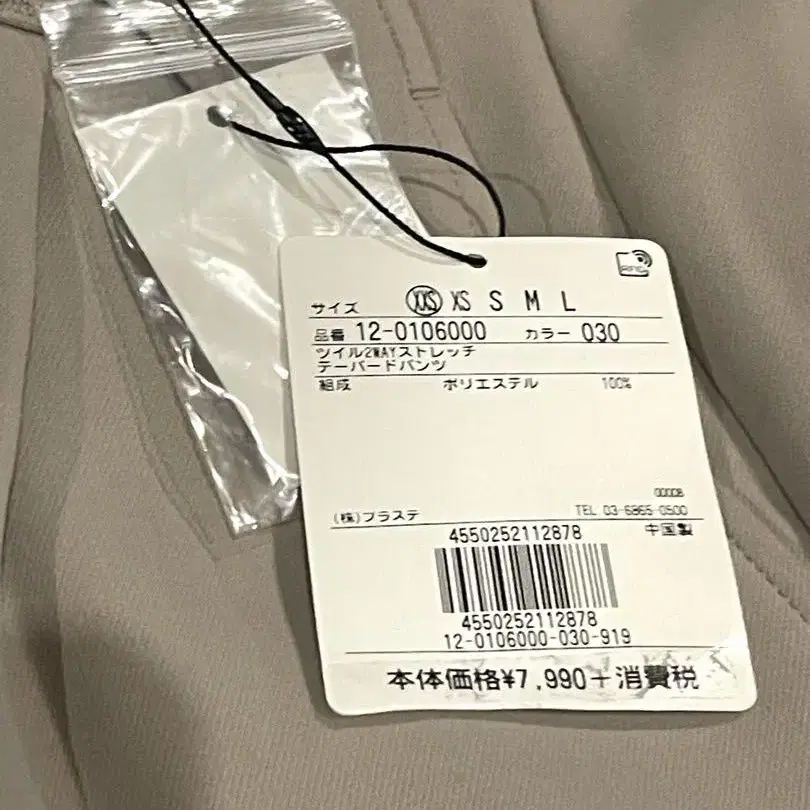 RFID
サイズ XXS XS S M L
品番 12-0106000 カラー 030
ツイル2WAYストレッチ
テーパードパンツ
組成 ポリエステル 100%
00008
(株)プラステ TEL 03-6865-0500
4550252112878 中国製
4550252112878
12-0106000-030-919
本体価格¥7,990+消費税